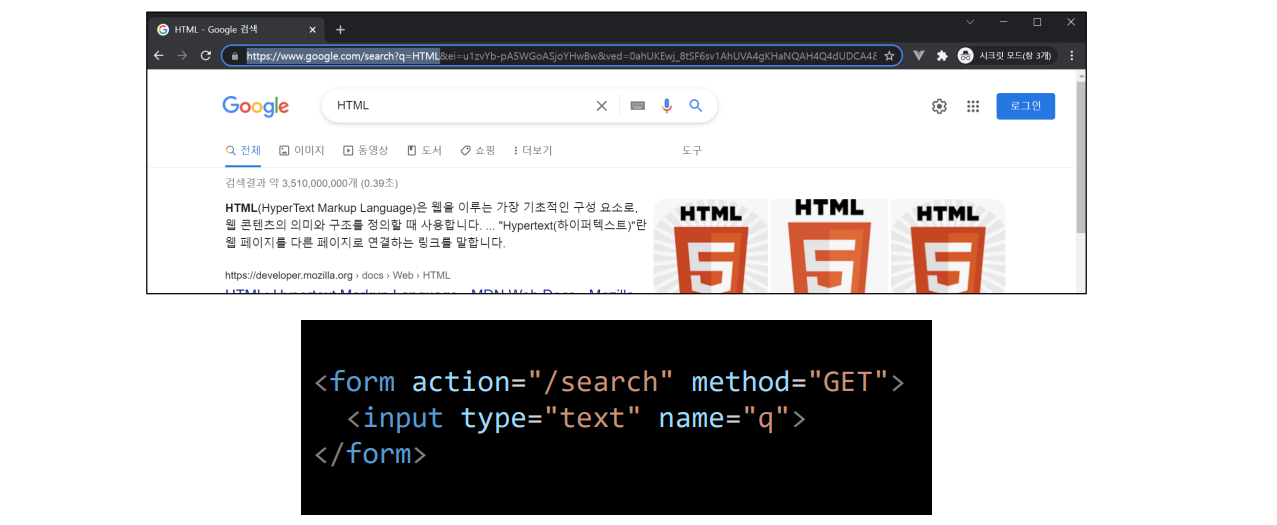 HTML - Google 검색
https://www.google.com/search?q=HTML&ei=u1zvYb-pA5WGoASjoYHwBw&ved=0ahUKEwj_8tSF6sv1AhUVA4gKHaNQAH4Q4dUDCA4
시크릿 모드(창 3개)
Google
HTML
로그인
전체 이미지 동영상 도서 쇼핑 더보기 도구
검색결과 약 3,510,000,000개 (0.39초)
HTML(HyperText Markup Language)은 웹을 이루는 가장 기초적인 구성 요소로,
웹 콘텐츠의 의미와 구조를 정의할 때 사용합니다. ... "Hypertext(하이퍼텍스트)"란
웹 페이지를 다른 페이지로 연결하는 링크를 말합니다.
HTML HTML HTML
https://developer.mozilla.org › docs › Web › HTML
HTML: Hypertext Markup Language - MDN Web Docs - Mozilla
<form action="/search" method="GET">
<input type="text" name="q">
</form>